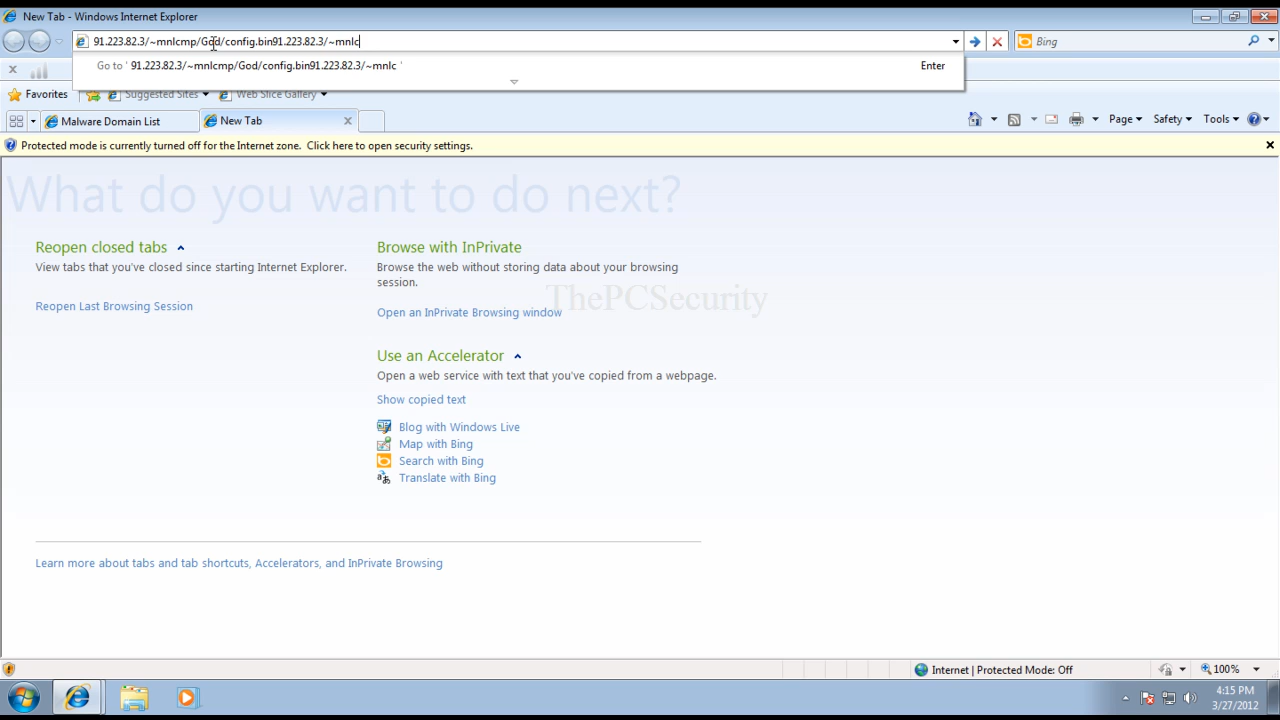 New Tab - Windows Internet Explorer
91.223.82.3/~mnlcmp/God/config.bin91.223.82.3/~mnlc
Bing
Go to ' 91.223.82.3/~mnlcmp/God/config.bin91.223.82.3/~mnlc '
Enter
Favorites
Suggested Sites
Web Slice Gallery
Malware Domain List
New Tab
Page
Safety
Tools
Protected mode is currently turned off for the Internet zone. Click here to open security settings.
What do you want to do next?
Reopen closed tabs
View tabs that you've closed since starting Internet Explorer.
Reopen Last Browsing Session
Browse with InPrivate
Browse the web without storing data about your browsing
session.
ThePCSecurity
Open an InPrivate Browsing window
Use an Accelerator
Open a web service with text that you've copied from a webpage.
Show copied text
Blog with Windows Live
Map with Bing
Search with Bing
Translate with Bing
Learn more about tabs and tab shortcuts, Accelerators, and InPrivate Browsing
Internet | Protected Mode: Off
100%
4:15 PM
3/27/2012